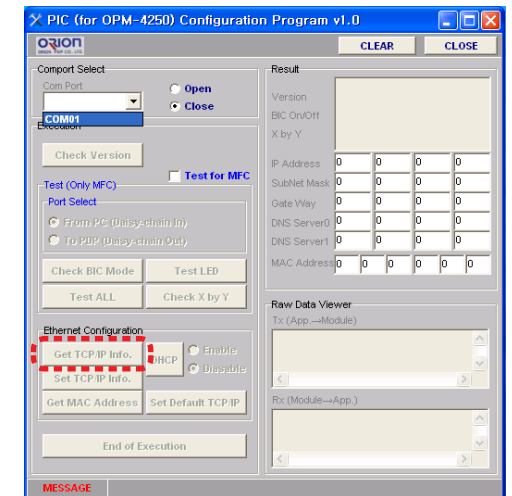 PIC (for OPM-4250) Configuration Program v1.0
ORION
CLEAR
CLOSE
Comport Select
Com Port
Open
Close
COM01
Execution
Check Version
Test for MFC
Test (Only MFC)
Port Select
From PC (Daisy-chain In)
To PDP (Daisy-chain Out)
Check BIC Mode
Test LED
Test ALL
Check X by Y
Ethernet Configuration
Get TCP/IP Info.
DHCP
Enable
Diasable
Set TCP/IP Info.
Get MAC Address
Set Default TCP/IP
End of Execution
Result
Version
BIC On/Off
X by Y
IP Address 0 0 0 0
SubNet Mask 0 0 0 0
Gate Way 0 0 0 0
DNS Server0 0 0 0 0
DNS Server1 0 0 0 0
MAC Address 0 0 0 0 0 0
Raw Data Viewer
Tx (App.→Module)
Rx (Module→App.)
MESSAGE